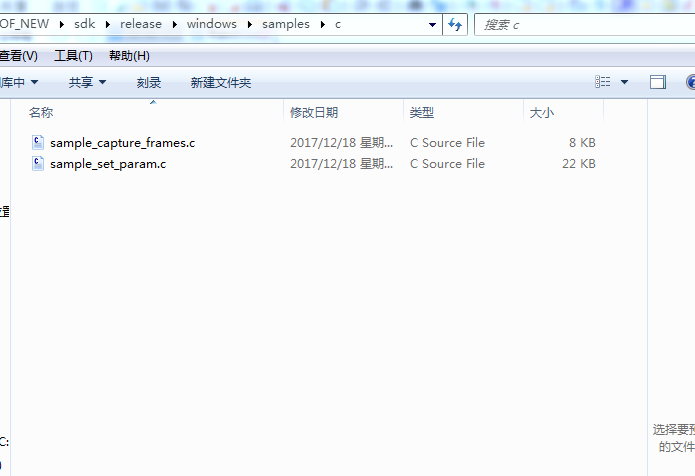 OF_NEW sdk release windows samples c 搜索 c
查看(V) 工具(T) 帮助(H)
库中 共享 刻录 新建文件夹
名称 修改日期 类型 大小
sample_capture_frames.c 2017/12/18 星期... C Source File 8 KB
sample_set_param.c 2017/12/18 星期... C Source File 22 KB
位置
选择要预
的文件
C:
)